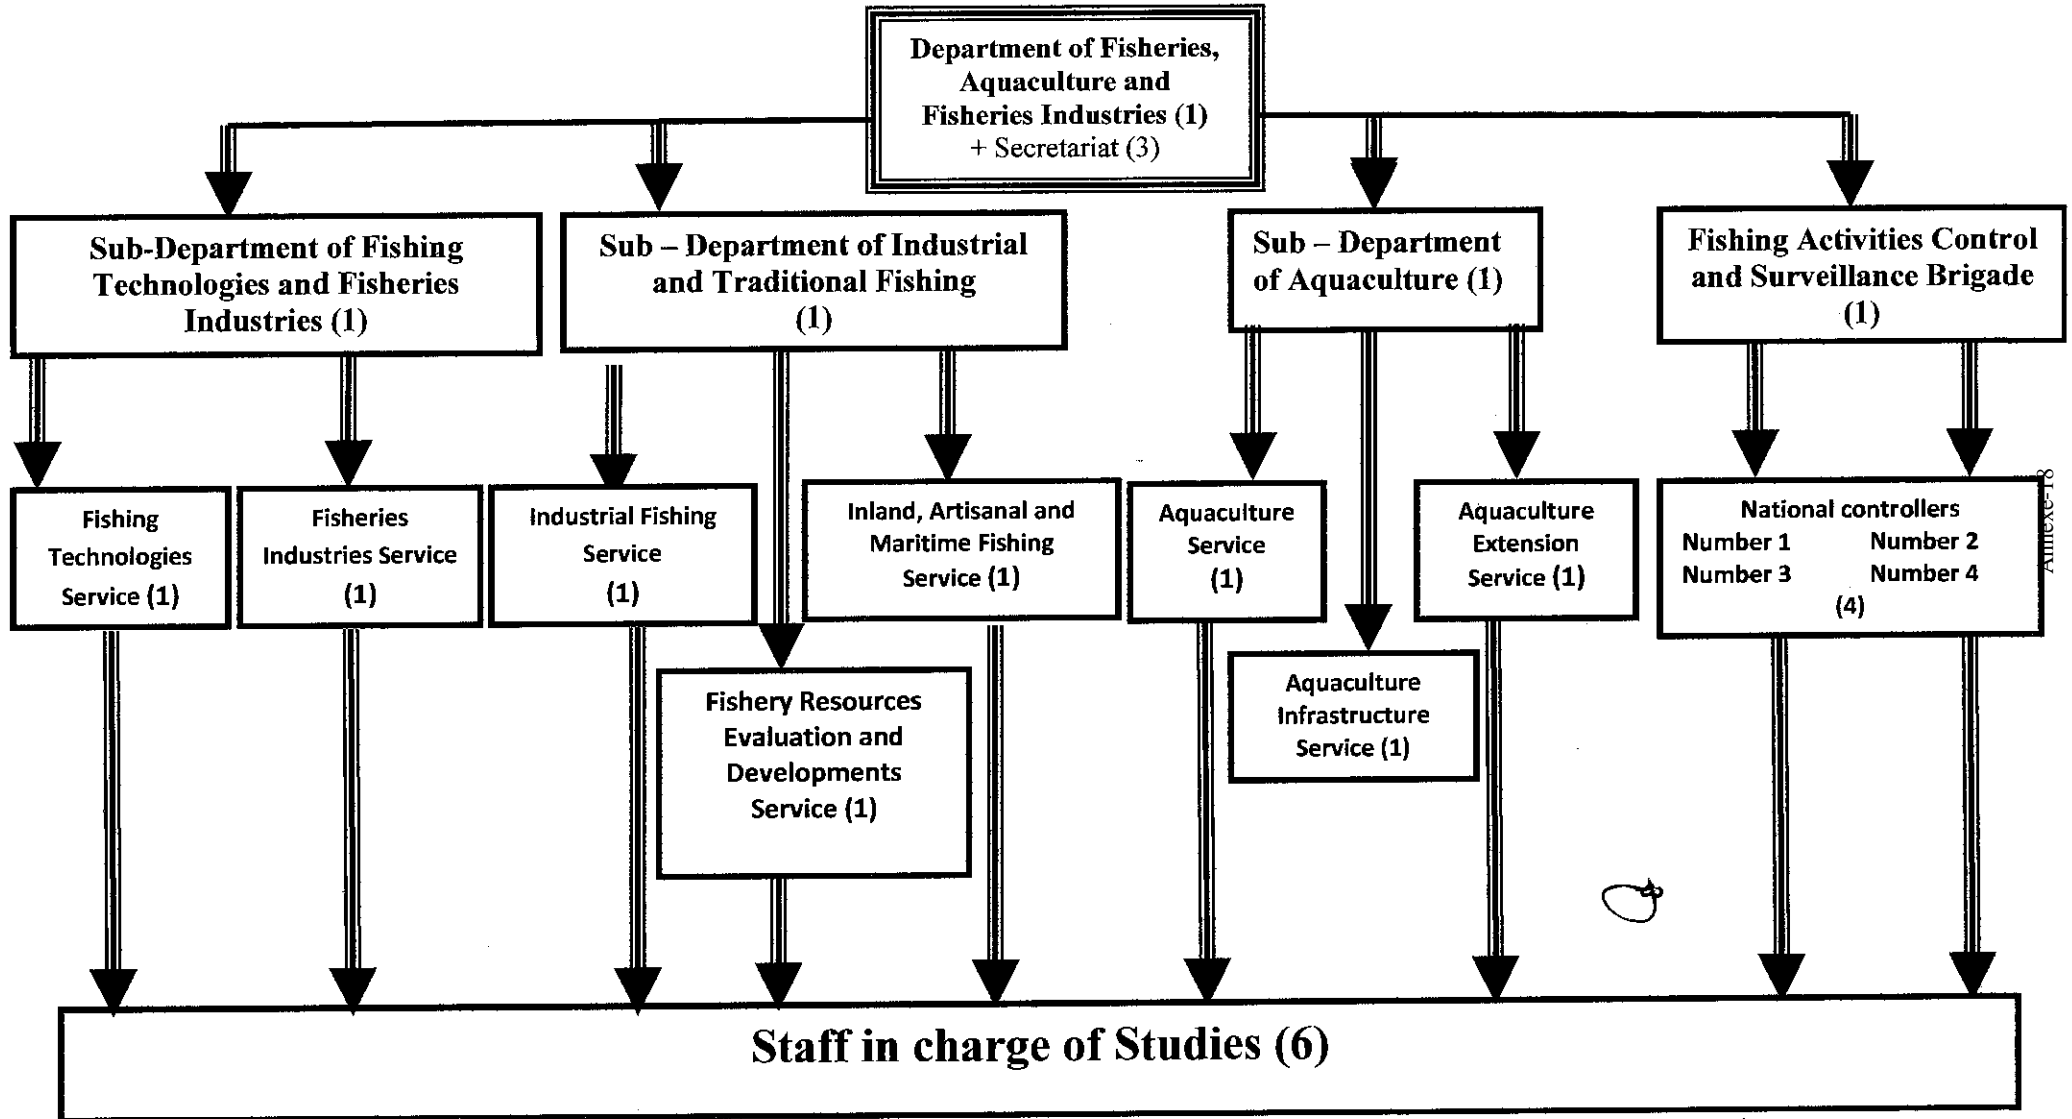 Department of Fisheries,
Aquaculture and
Fisheries Industries (1)
+ Secretariat (3)
Sub-Department of Fishing
Technologies and Fisheries
Industries (1)
Sub – Department of Industrial
and Traditional Fishing
(1)
Sub – Department
of Aquaculture (1)
Fishing Activities Control
and Surveillance Brigade
(1)
Fishing
Technologies
Service (1)
Fisheries
Industries Service
(1)
Industrial Fishing
Service
(1)
Inland, Artisanal and
Maritime Fishing
Service (1)
Aquaculture
Service
(1)
Aquaculture
Extension
Service (1)
National controllers
Number 1 Number 2
Number 3 Number 4
(4)
Annexe-18
Fishery Resources
Evaluation and
Developments
Service (1)
Aquaculture
Infrastructure
Service (1)
Staff in charge of Studies (6)